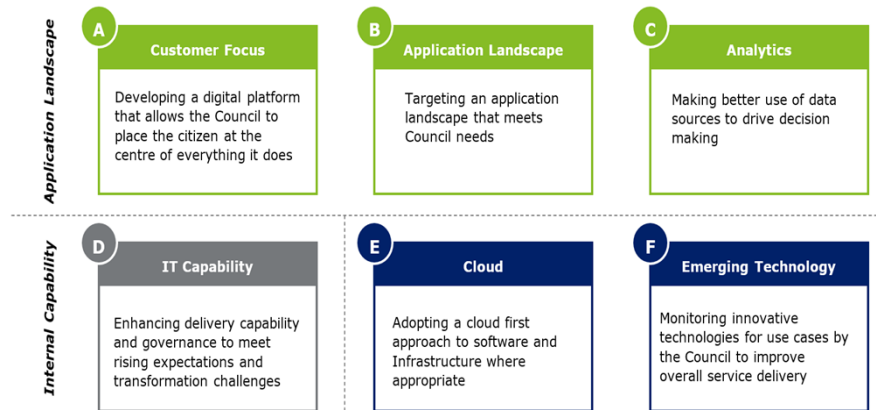 Application Landscape
A
Customer Focus
Developing a digital platform
that allows the Council to
place the citizen at the
centre of everything it does
B
Application Landscape
Targeting an application
landscape that meets
Council needs
C
Analytics
Making better use of data
sources to drive decision
making
Internal Capability
D
IT Capability
Enhancing delivery capability
and governance to meet
rising expectations and
transformation challenges
E
Cloud
Adopting a cloud first
approach to software and
Infrastructure where
appropriate
F
Emerging Technology
Monitoring innovative
technologies for use cases by
the Council to improve
overall service delivery